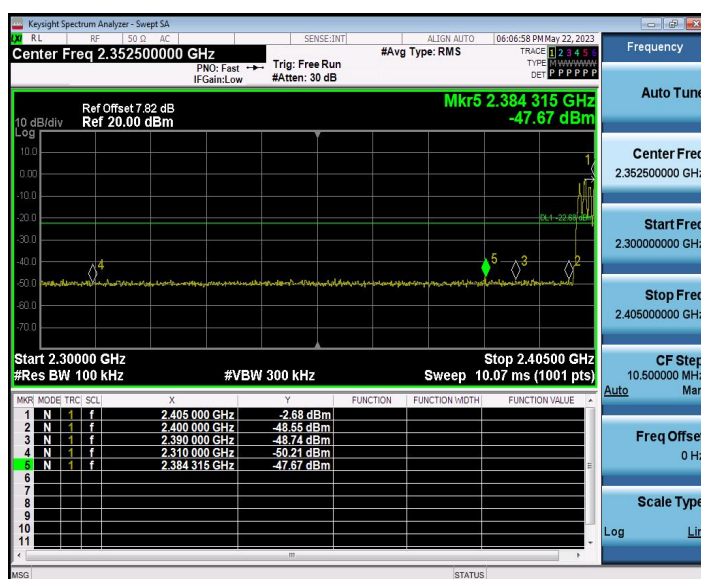 Keysight Spectrum Analyzer - Swept SA
LXI RL RF 50 Ω AC SENSE:INT ALIGN AUTO 06:06:58 PM May 22, 2023
Center Freq 2.352500000 GHz
PNO: Fast
IFGain:Low
Trig: Free Run
#Atten: 30 dB
#Avg Type: RMS
TRACE 1 2 3 4 5 6
TYPE M WWWWW
DET P P P P P P
Mkr5 2.384 315 GHz
-47.67 dBm
Ref Offset 7.82 dB
10 dB/div Ref 20.00 dBm
Log
10.0
0.00
-10.0
-20.0
-30.0
-40.0
-50.0
-60.0
-70.0
1
DL1 -22.68 dBm
4
5
3
2
Start 2.30000 GHz Stop 2.40500 GHz
#Res BW 100 kHz #VBW 300 kHz Sweep 10.07 ms (1001 pts)
MKR MODE TRC SCL X Y FUNCTION FUNCTION WIDTH FUNCTION VALUE
1 N 1 f 2.405 000 GHz -2.68 dBm
2 N 1 f 2.400 000 GHz -48.55 dBm
3 N 1 f 2.390 000 GHz -48.74 dBm
4 N 1 f 2.310 000 GHz -50.21 dBm
5 N 1 f 2.384 315 GHz -47.67 dBm
6
7
8
9
10
11
MSG STATUS
Frequency
Auto Tune
Center Freq
2.352500000 GHz
Start Freq
2.300000000 GHz
Stop Freq
2.405000000 GHz
CF Step
10.500000 MHz
Auto Man
Freq Offset
0 Hz
Scale Type
Log Lin